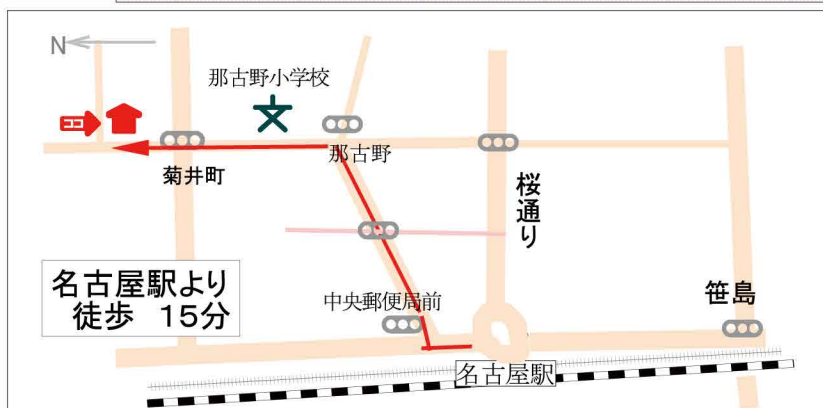 N
那古野小学校
ココ
那古野
菊井町
桜通り
名古屋駅より
徒歩　15分
中央郵便局前
笹島
名古屋駅